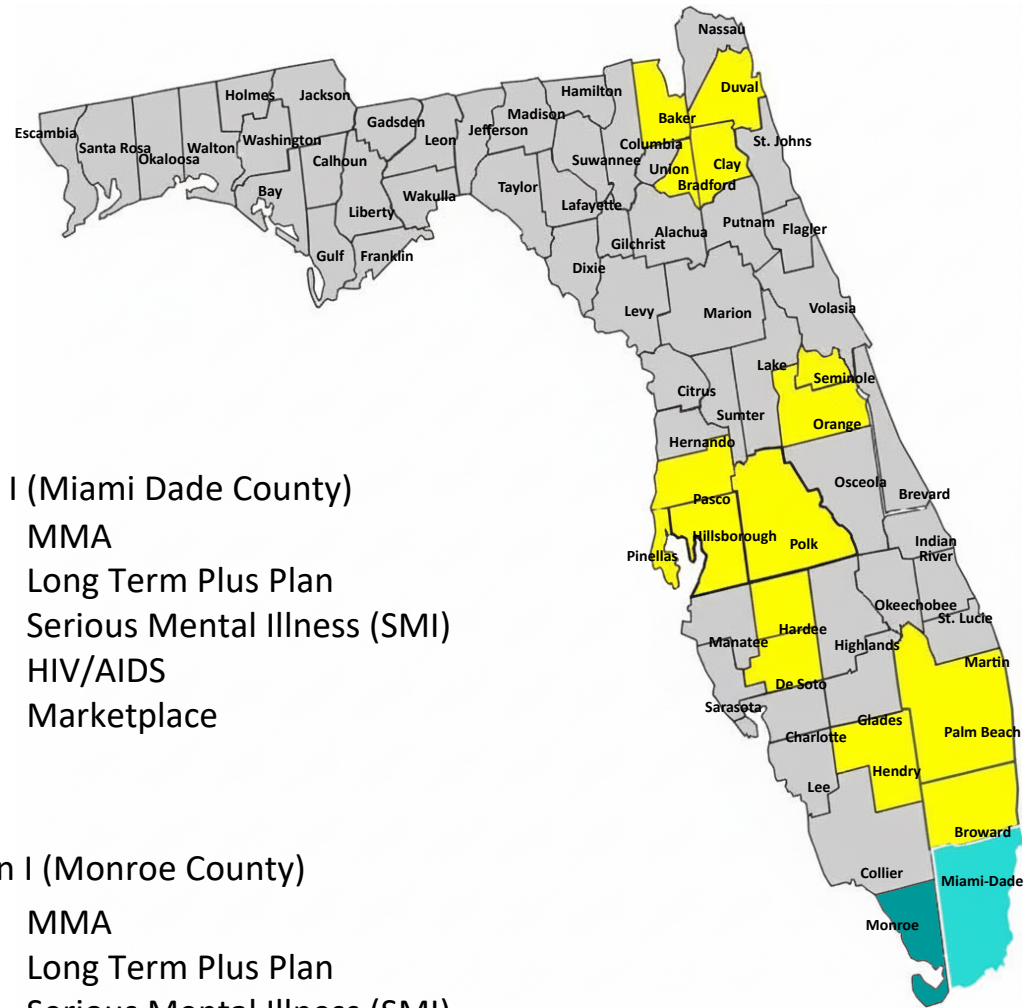 Nassau
Duval
Holmes
Jackson
Hamilton
Baker
Gadsden
Madison
Escambia
Jefferson
St. Johns
Santa Rosa
Okaloosa
Walton
Washington
Leon
Columbia
Calhoun
Suwannee
Union
Clay
Bay
Wakulla
Taylor
Bradford
Liberty
Lafayette
Putnam
Flagler
Alachua
Gilchrist
Gulf
Franklin
Dixie
Levy
Marion
Volasia
Lake
Seminole
Citrus
Sumter
Orange
Hernando
Osceola
Brevard
Pasco
Hillsborough
Polk
Indian
River
Pinellas
Okeechobee
St. Lucie
Hardee
Manatee
Highlands
Martin
De Soto
Sarasota
Glades
Palm Beach
Charlotte
Hendry
Lee
Broward
Collier
Miami-Dade
Monroe
I (Miami Dade County)
MMA
Long Term Plus Plan
Serious Mental Illness (SMI)
HIV/AIDS
Marketplace
n I (Monroe County)
MMA
Long Term Plus Plan
Serious Mental Illness (SMI)